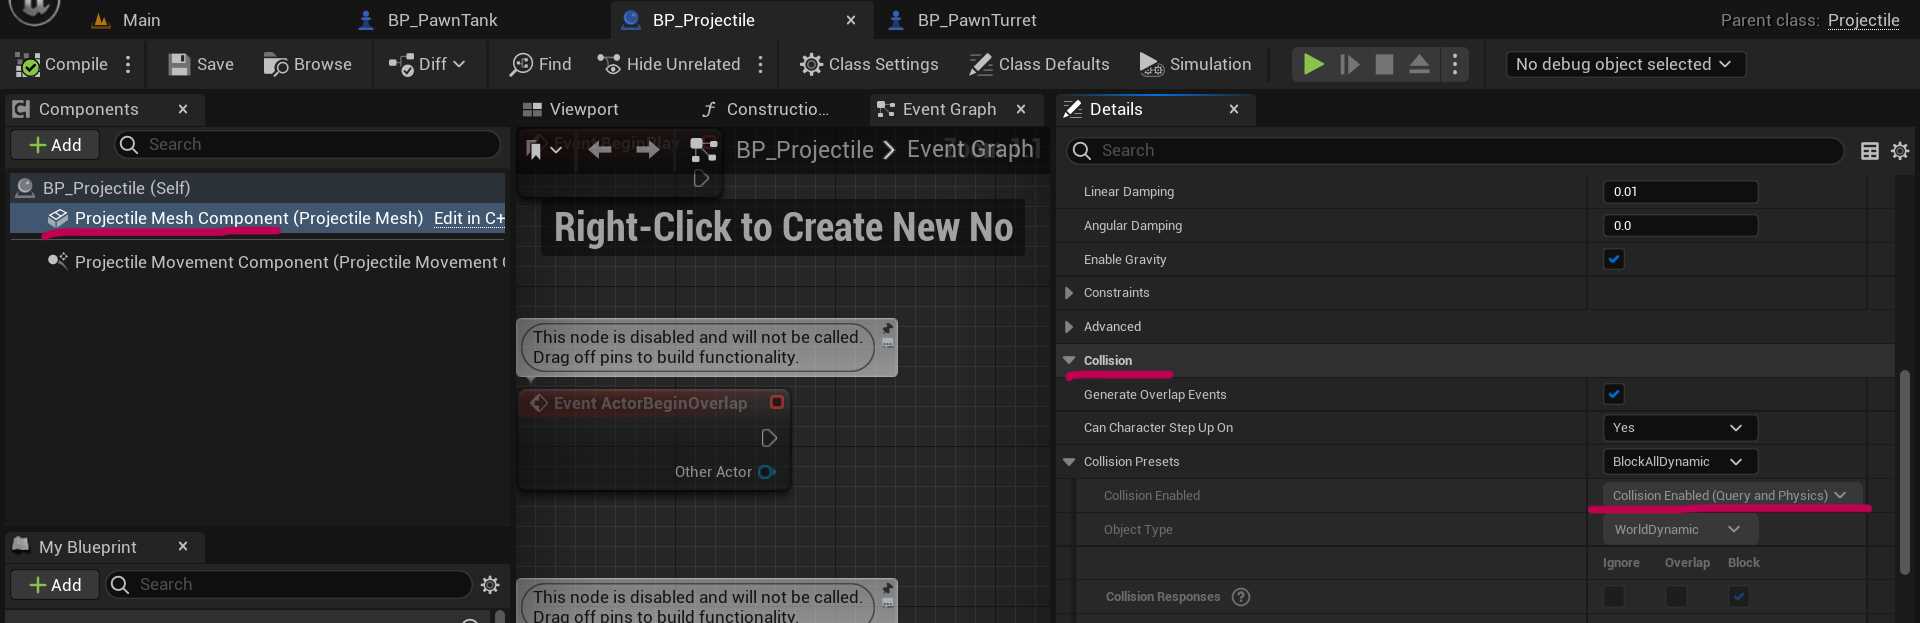 Main
BP_PawnTank
BP_Projectile
BP_PawnTurret
Parent class: Projectile
Compile
Save
Browse
Diff
Find
Hide Unrelated
Class Settings
Class Defaults
Simulation
No debug object selected
Components
Add
Search
BP_Projectile (Self)
Projectile Mesh Component (Projectile Mesh) Edit in C+
Projectile Movement Component (Projectile Movement
My Blueprint
Add
Search
Viewport
Constructio...
Event Graph
Event BeginPlay
BP_Projectile > Event Graph
Right-Click to Create New No
This node is disabled and will not be called.
Drag off pins to build functionality.
Event ActorBeginOverlap
Other Actor
This node is disabled and will not be called.
Drag off pins to build functionality.
Details
Search
Linear Damping 0.01
Angular Damping 0.0
Enable Gravity
Constraints
Advanced
Collision
Generate Overlap Events
Can Character Step Up On Yes
Collision Presets BlockAllDynamic
Collision Enabled Collision Enabled (Query and Physics)
Object Type WorldDynamic
Ignore Overlap Block
Collision Responses ?